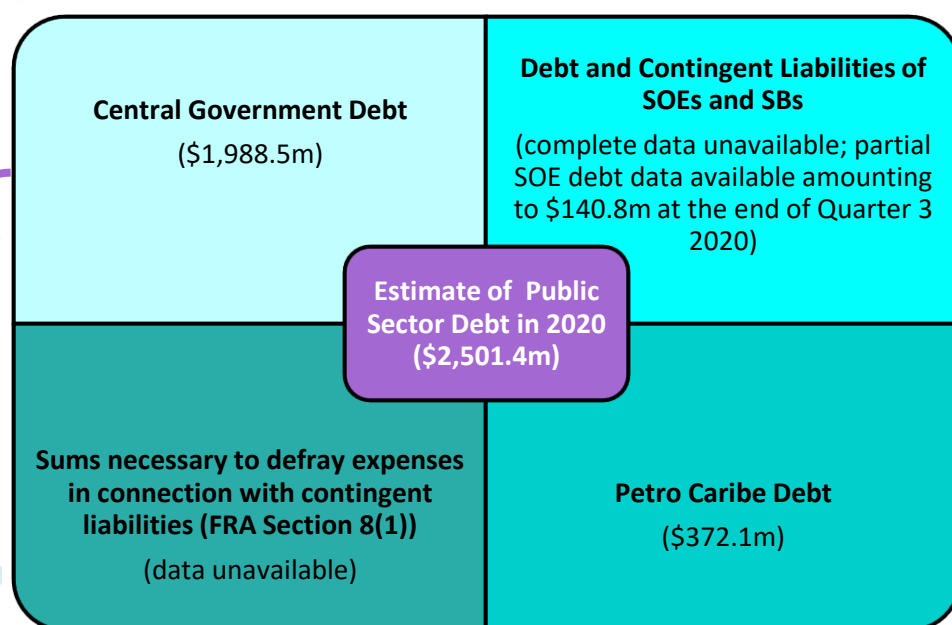 Central Government Debt
($1,988.5m)
Debt and Contingent Liabilities of
SOEs and SBs
(complete data unavailable; partial
SOE debt data available amounting
to $140.8m at the end of Quarter 3
2020)
Estimate of  Public
Sector Debt in 2020
($2,501.4m)
Sums necessary to defray expenses
in connection with contingent
liabilities (FRA Section 8(1))
(data unavailable)
Petro Caribe Debt
($372.1m)